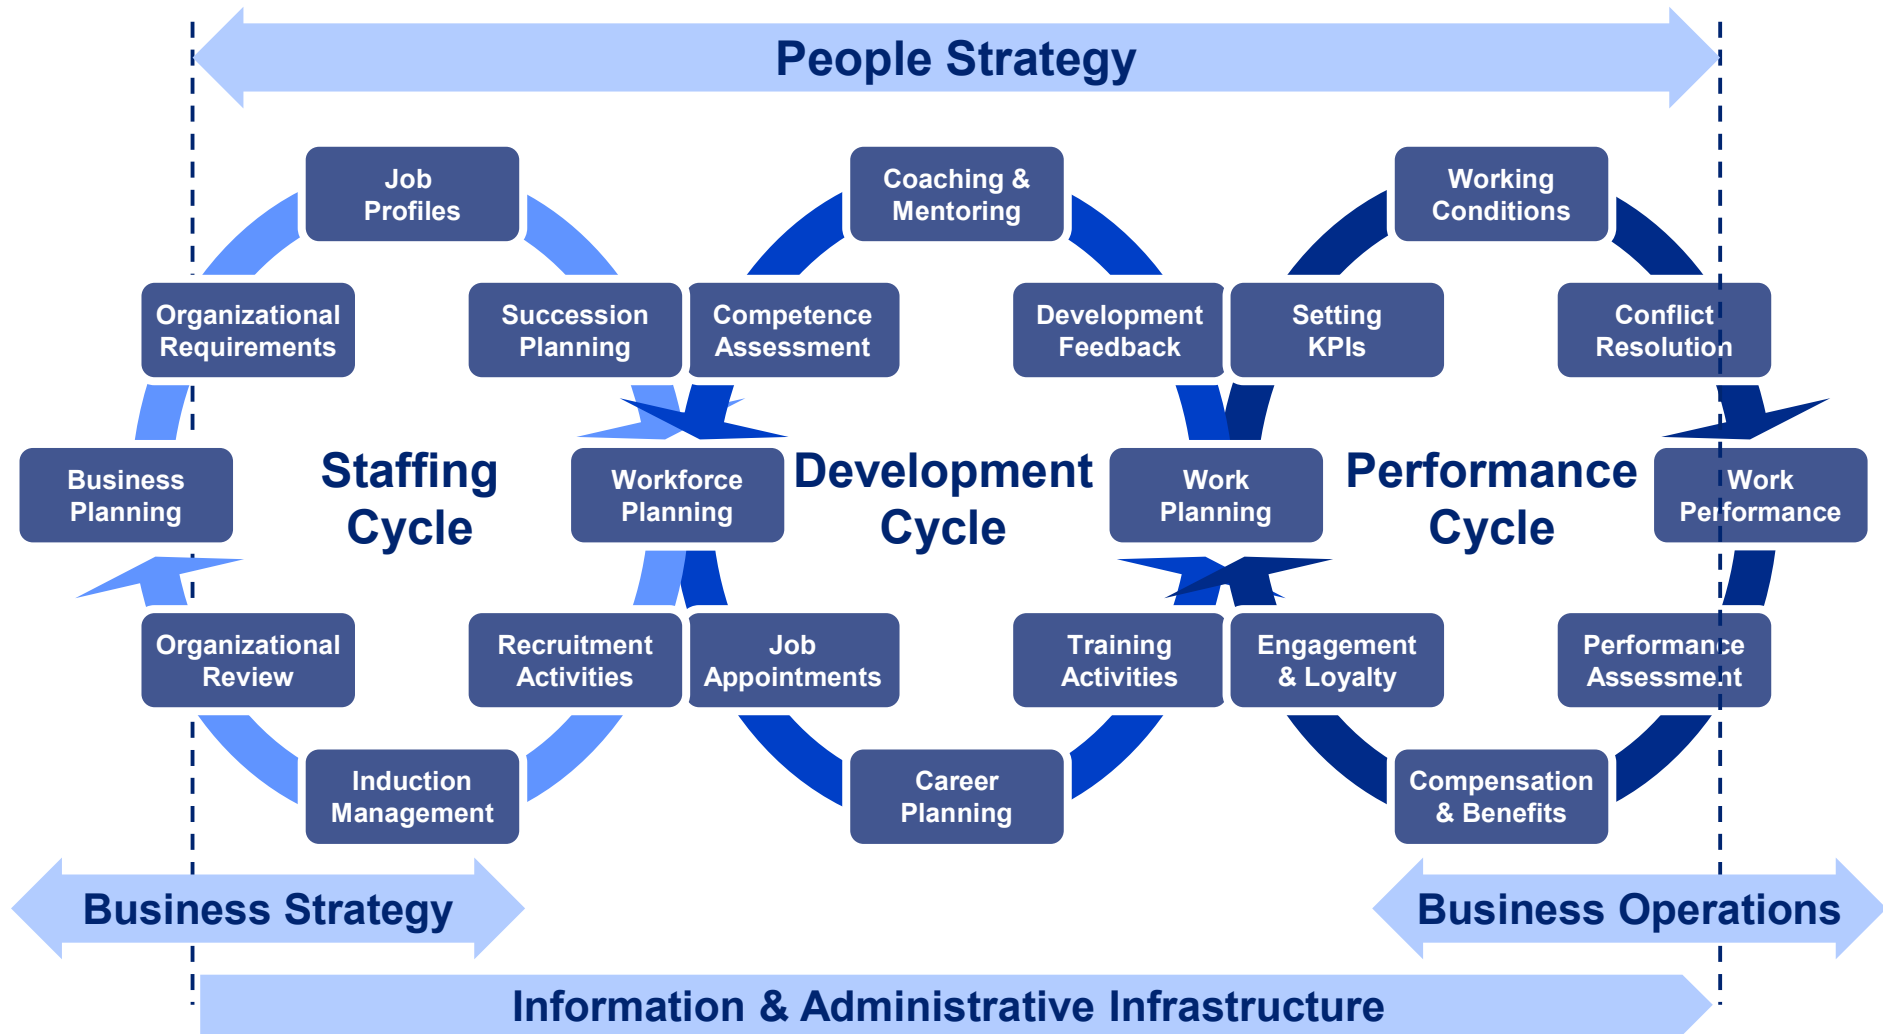 People Strategy
Job
Profiles
Coaching &
Mentoring
Working
Conditions
Organizational
Requirements
Succession
Planning
Competence
Assessment
Development
Feedback
Setting
KPIs
Conflict
Resolution
Business
Planning
Staffing
Cycle
Workforce
Planning
Development
Cycle
Work
Planning
Performance
Cycle
Work
Performance
Organizational
Review
Recruitment
Activities
Job
Appointments
Training
Activities
Engagement
& Loyalty
Performance
Assessment
Induction
Management
Career
Planning
Compensation
& Benefits
Business Strategy
Business Operations
Information & Administrative Infrastructure